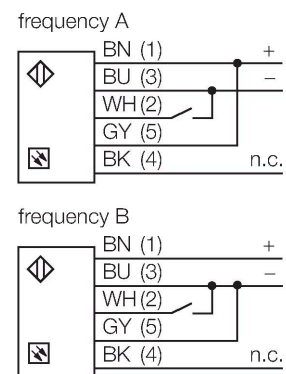 frequency A
BN (1) +
BU (3) –
WH(2)
GY (5)
BK (4) n.c.
frequency B
BN (1) +
BU (3) –
WH(2)
GY (5)
BK (4) n.c.